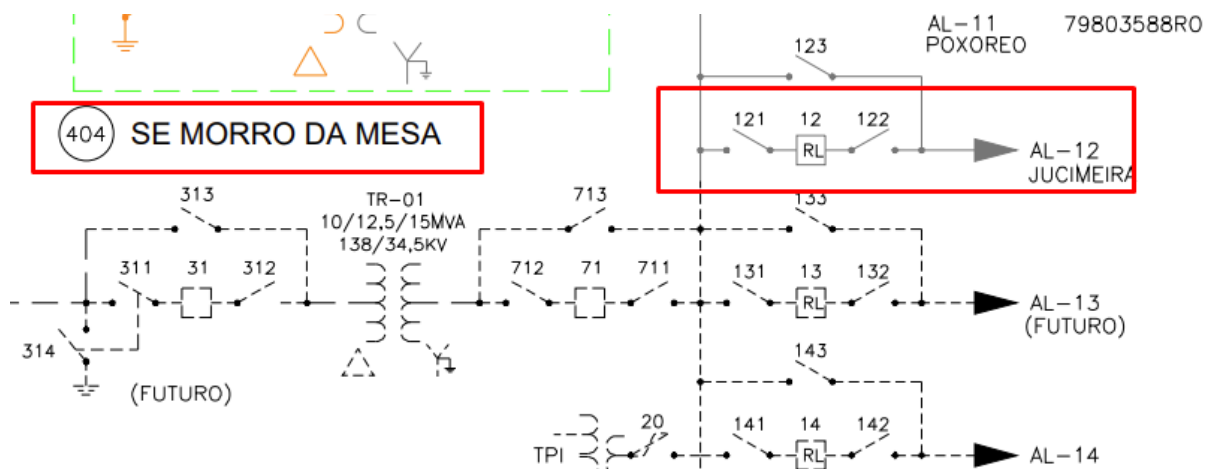 AL-11 79803588RO
POXOREO
123
404 SE MORRO DA MESA
121 12 122
RL
AL-12
JUCIMEIRA
313
TR-01
10/12,5/15MVA
138/34,5KV
713
133
311 31 312
712 71 711
131 13 132
RL
AL-13
(FUTURO)
314
(FUTURO)
143
20
141 14 142
TPI
RL
AL-14